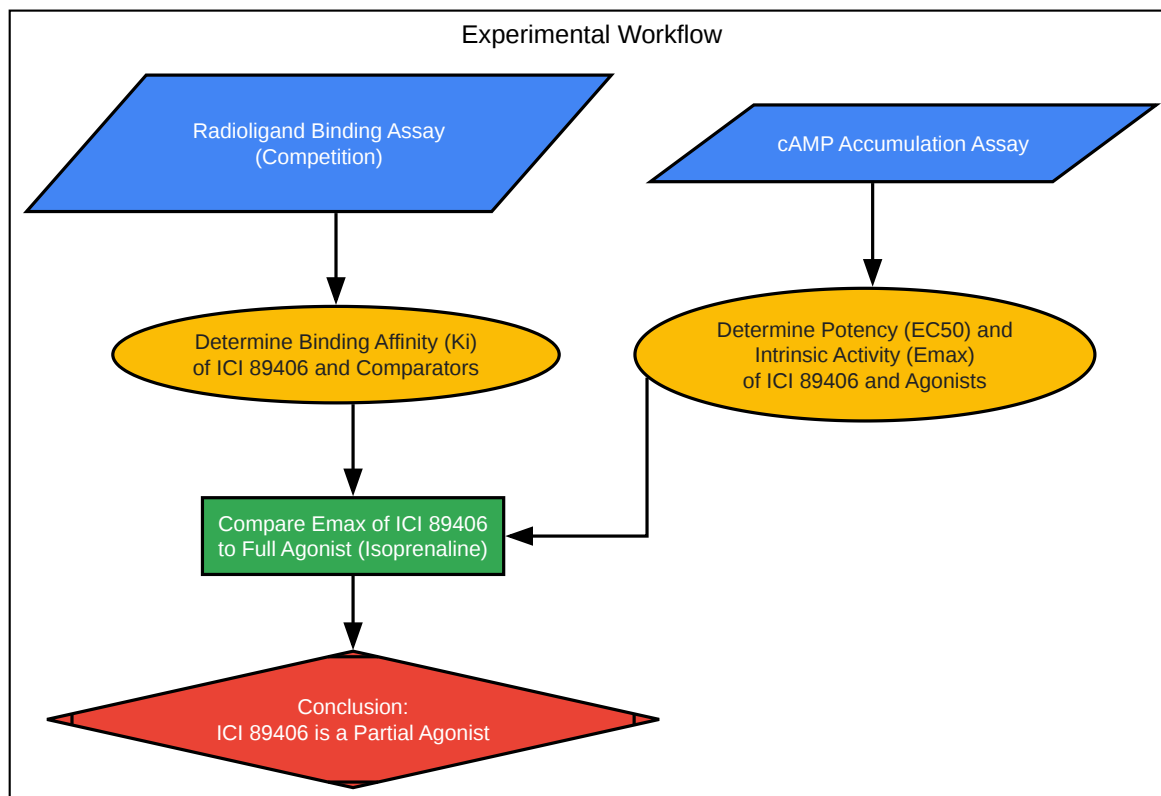 Experimental Workflow
Radioligand Binding Assay
(Competition)
cAMP Accumulation Assay
Determine Binding Affinity (Ki)
of ICI 89406 and Comparators
Determine Potency (EC50) and
Intrinsic Activity (Emax)
of ICI 89406 and Agonists
Compare Emax of ICI 89406
to Full Agonist (Isoprenaline)
Conclusion:
ICI 89406 is a Partial Agonist